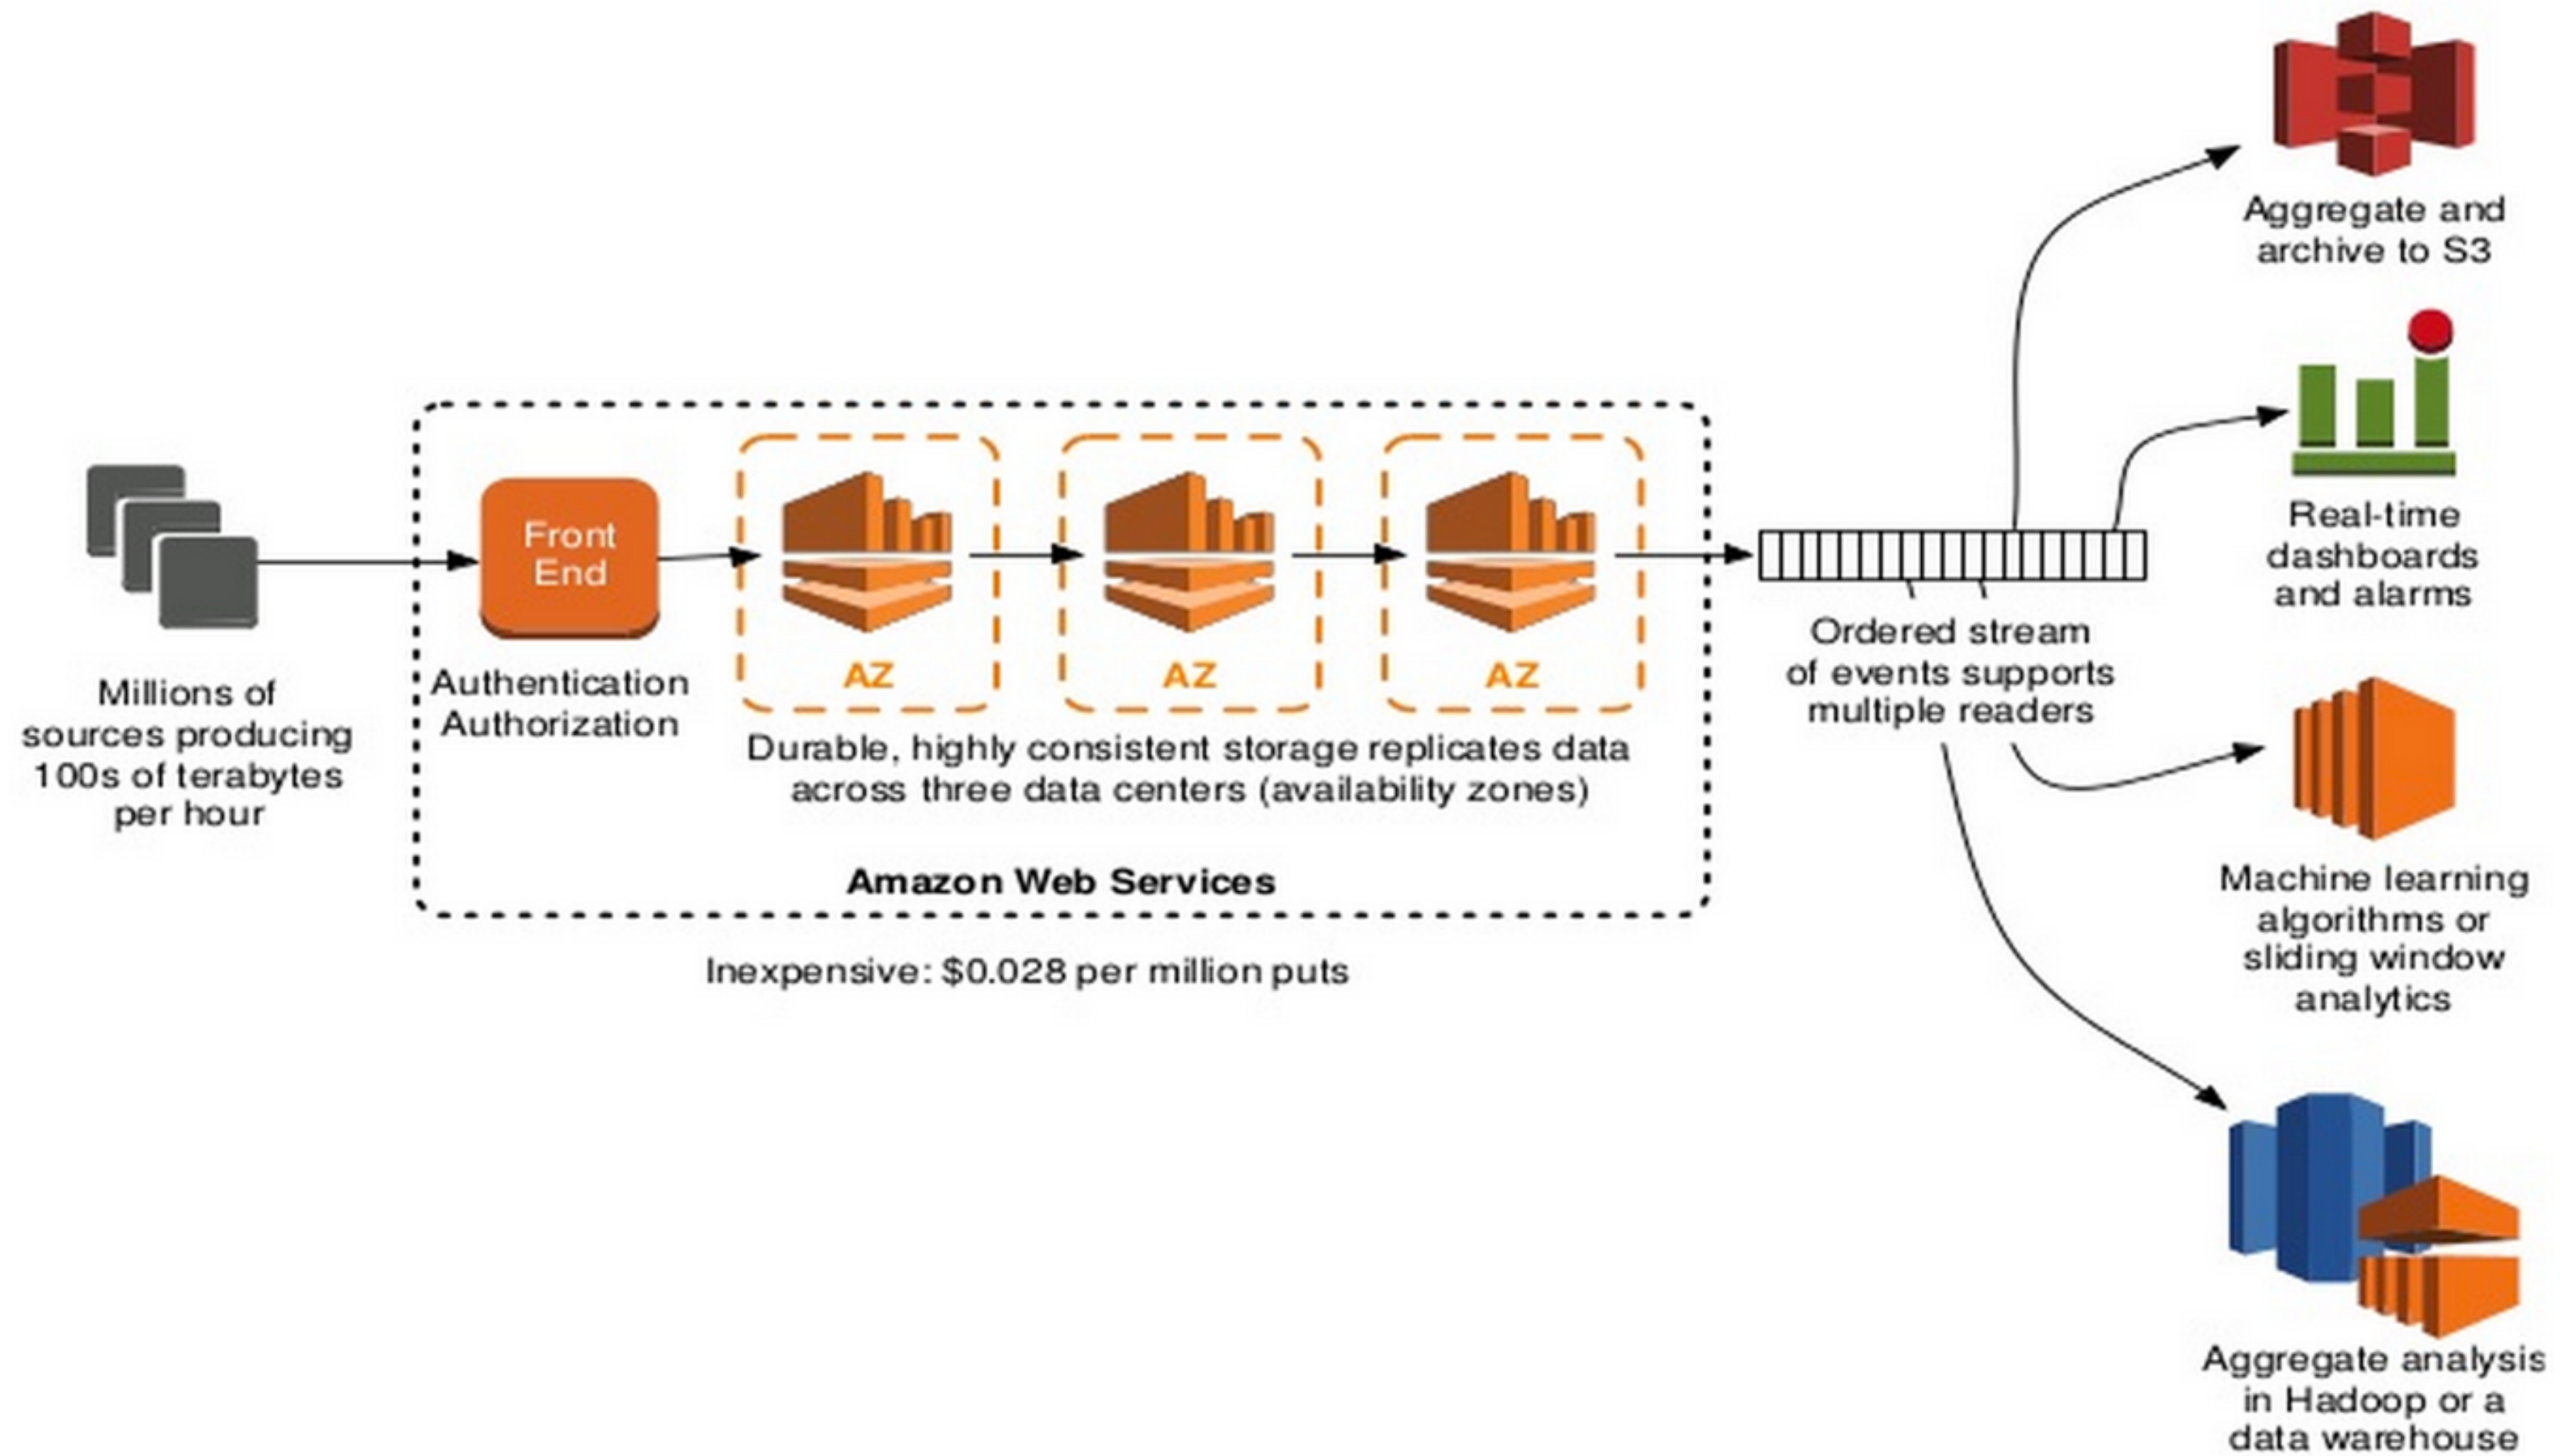 Millions of
sources producing
100s of terabytes
per hour
Front
End
Authentication
Authorization
AZ
AZ
AZ
Durable, highly consistent storage replicates data
across three data centers (availability zones)
Amazon Web Services
Inexpensive: $0.028 per million puts
Ordered stream
of events supports
multiple readers
Aggregate and
archive to S3
Real-time
dashboards
and alarms
Machine learning
algorithms or
sliding window
analytics
Aggregate analysis
in Hadoop or a
data warehouse